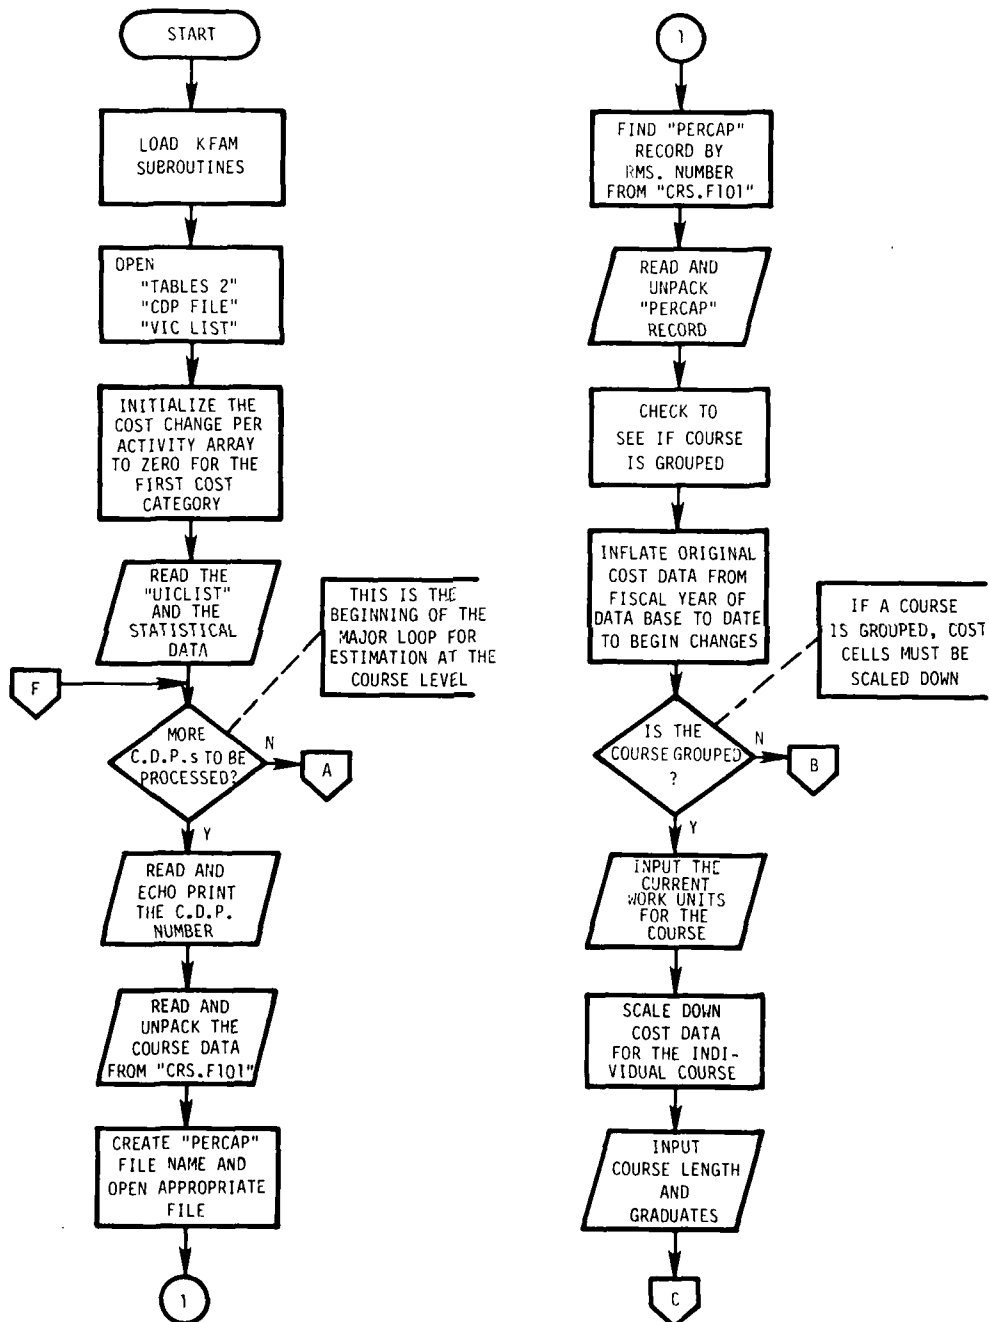 START
LOAD KFAM
SUBROUTINES
OPEN
"TABLES 2"
"CDP FILE"
"VIC LIST"
INITIALIZE THE
COST CHANGE PER
ACTIVITY ARRAY
TO ZERO FOR THE
FIRST COST
CATEGORY
READ THE
"UICLIST"
AND THE
STATISTICAL
DATA
THIS IS THE
BEGINNING OF THE
MAJOR LOOP FOR
ESTIMATION AT THE
COURSE LEVEL
F
MORE
C.D.P.s TO BE
PROCESSED?
N
A
Y
READ AND
ECHO PRINT
THE C.D.P.
NUMBER
READ AND
UNPACK THE
COURSE DATA
FROM "CRS.F101"
CREATE "PERCAP"
FILE NAME AND
OPEN APPROPRIATE
FILE
1
1
FIND "PERCAP"
RECORD BY
RMS. NUMBER
FROM "CRS.F101"
READ AND
UNPACK
"PERCAP"
RECORD
CHECK TO
SEE IF COURSE
IS GROUPED
INFLATE ORIGINAL
COST DATA FROM
FISCAL YEAR OF
DATA BASE TO DATE
TO BEGIN CHANGES
IF A COURSE
IS GROUPED, COST
CELLS MUST BE
SCALED DOWN
IS THE
COURSE GROUPED
?
N
B
Y
INPUT THE
CURRENT
WORK UNITS
FOR THE
COURSE
SCALE DOWN
COST DATA
FOR THE INDI-
VIDUAL COURSE
INPUT
COURSE LENGTH
AND
GRADUATES
C